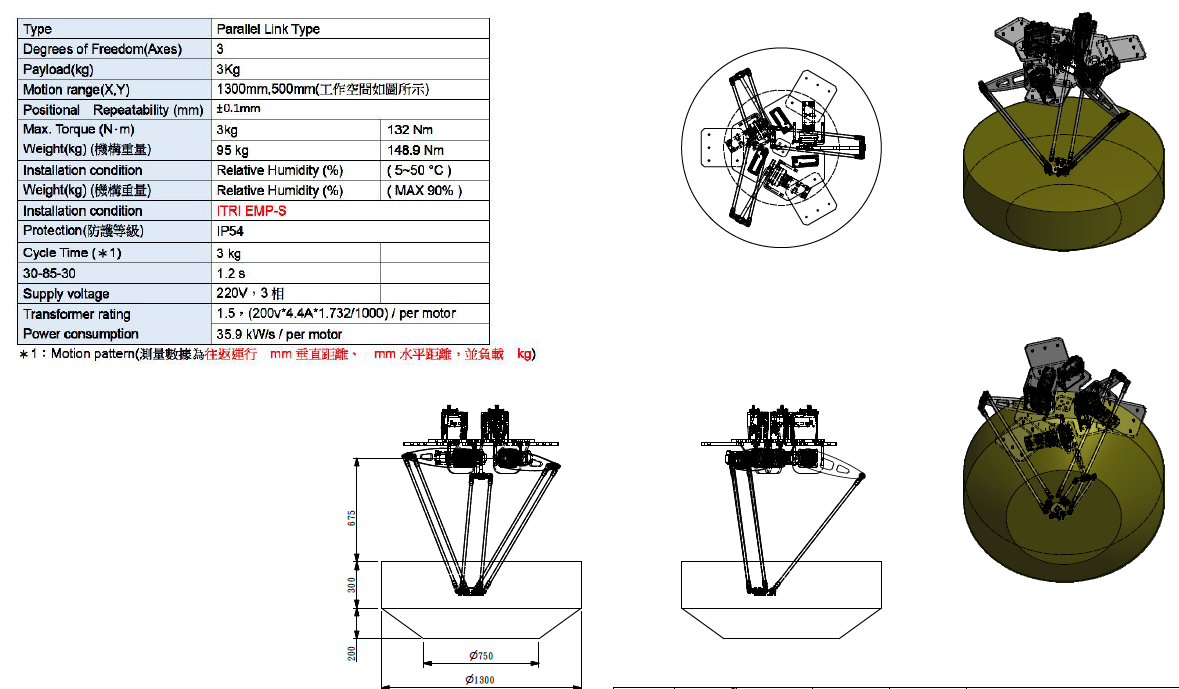 Type Parallel Link Type
Degrees of Freedom(Axes) 3
Payload(kg) 3Kg
Motion range(X,Y) 1300mm,500mm(工作空間如圖所示)
Positional Repeatability (mm) ±0.1mm
Max. Torque (N·m) 3kg 132 Nm
Weight(kg) (機構重量) 95 kg 148.9 Nm
Installation condition Relative Humidity (%) ( 5~50 °C )
Weight(kg) (機構重量) Relative Humidity (%) ( MAX 90% )
Installation condition ITRI EMP-S
Protection(防護等級) IP54
Cycle Time (＊1) 3 kg
30-85-30 1.2 s
Supply voltage 220V，3 相
Transformer rating 1.5，(200v*4.4A*1.732/1000) / per motor
Power consumption 35.9 kW/s / per motor
＊1：Motion pattern(測量數據為往返運行 mm 垂直距離、 mm 水平距離，並負載 kg)
675
300
200
Ø750
Ø1300